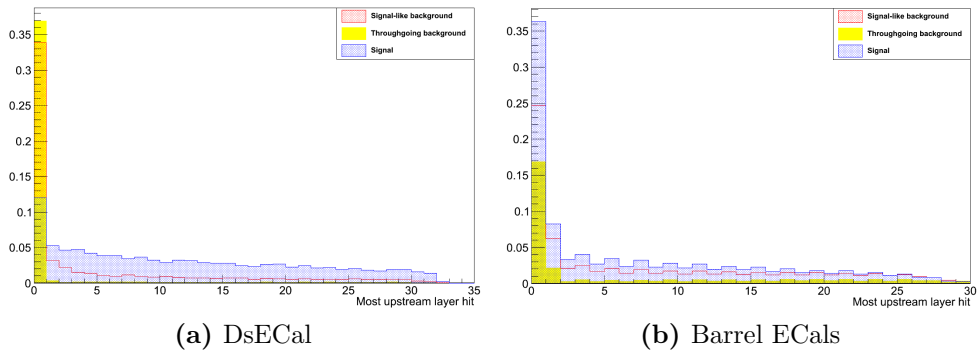 Signal-like background
Throughgoing background
Signal
0.35
0.3
0.25
0.2
0.15
0.1
0.05
0
0 5 10 15 20 25 30 35
Most upstream layer hit
(a) DsECal
Signal-like background
Throughgoing background
Signal
0.35
0.3
0.25
0.2
0.15
0.1
0.05
0
0 5 10 15 20 25 30
Most upstream layer hit
(b) Barrel ECals